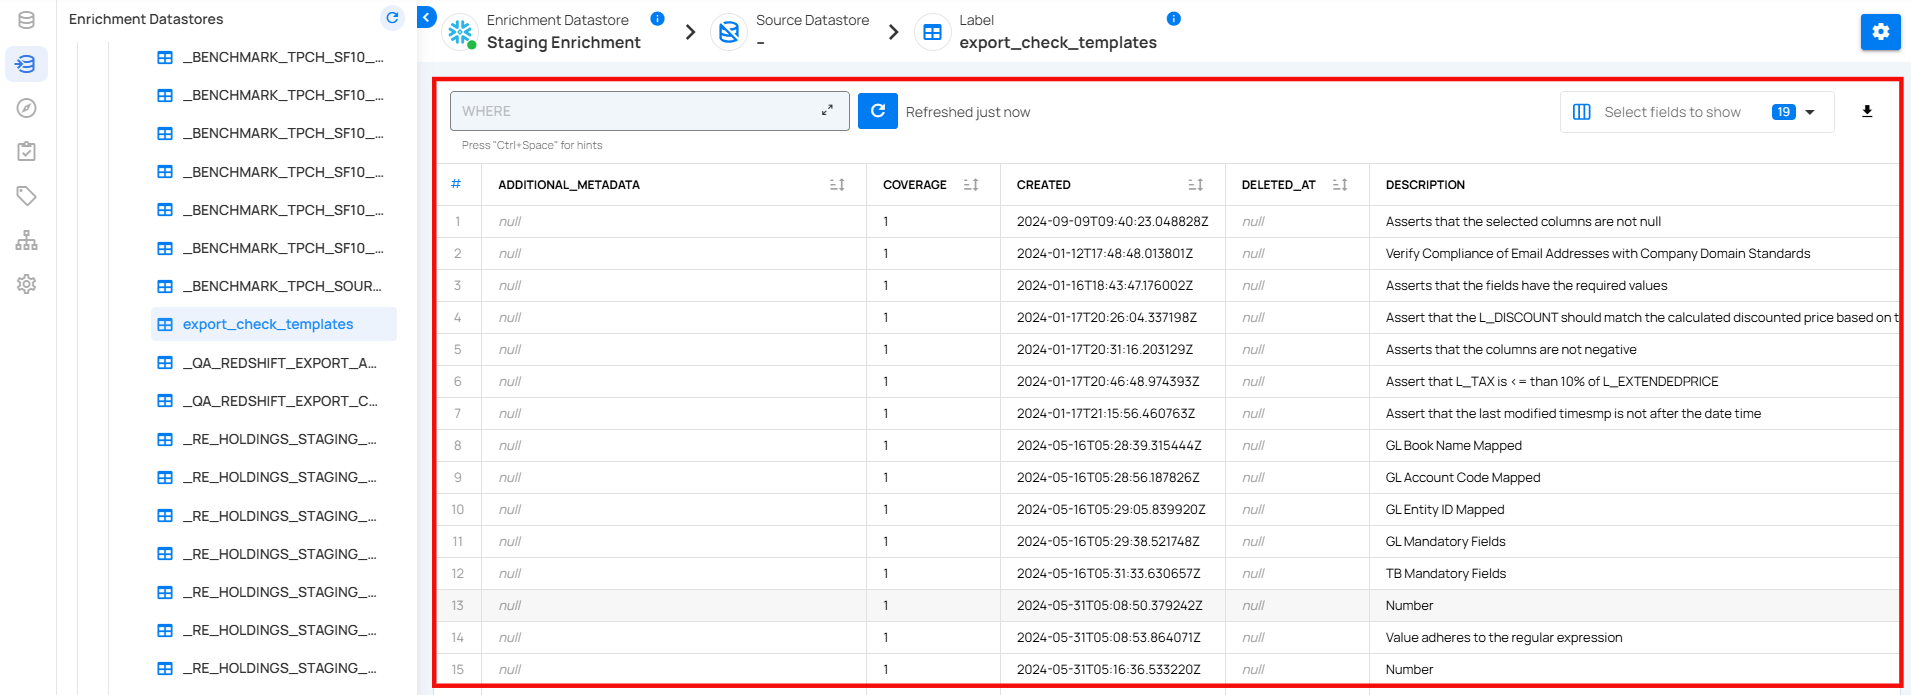 Enrichment Datastores
_BENCHMARK_TPCH_SF10_...
_BENCHMARK_TPCH_SF10_...
_BENCHMARK_TPCH_SF10_...
_BENCHMARK_TPCH_SF10_...
_BENCHMARK_TPCH_SF10_...
_BENCHMARK_TPCH_SF10_...
_BENCHMARK_TPCH_SOUR...
export_check_templates
_QA_REDSHIFT_EXPORT_A...
_QA_REDSHIFT_EXPORT_C...
_RE_HOLDINGS_STAGING_...
_RE_HOLDINGS_STAGING_...
_RE_HOLDINGS_STAGING_...
_RE_HOLDINGS_STAGING_...
_RE_HOLDINGS_STAGING_...
_RE_HOLDINGS_STAGING_...
_RE_HOLDINGS_STAGING_...
Enrichment Datastore
Staging Enrichment
Source Datastore
–
Label
export_check_templates
WHERE
Refreshed just now
Select fields to show 19
Press "Ctrl+Space" for hints
# ADDITIONAL_METADATA COVERAGE CREATED DELETED_AT DESCRIPTION
1 null 1 2024-09-09T09:40:23.048828Z null Asserts that the selected columns are not null
2 null 1 2024-01-12T17:48:48.013801Z null Verify Compliance of Email Addresses with Company Domain Standards
3 null 1 2024-01-16T18:43:47.176002Z null Asserts that the fields have the required values
4 null 1 2024-01-17T20:26:04.337198Z null Assert that the L_DISCOUNT should match the calculated discounted price based on t
5 null 1 2024-01-17T20:31:16.203129Z null Asserts that the columns are not negative
6 null 1 2024-01-17T20:46:48.974393Z null Assert that L_TAX is <= than 10% of L_EXTENDEDPRICE
7 null 1 2024-01-17T21:15:56.460763Z null Assert that the last modified timesmp is not after the date time
8 null 1 2024-05-16T05:28:39.315444Z null GL Book Name Mapped
9 null 1 2024-05-16T05:28:56.187826Z null GL Account Code Mapped
10 null 1 2024-05-16T05:29:05.839920Z null GL Entity ID Mapped
11 null 1 2024-05-16T05:29:38.521748Z null GL Mandatory Fields
12 null 1 2024-05-16T05:31:33.630657Z null TB Mandatory Fields
13 null 1 2024-05-31T05:08:50.379242Z null Number
14 null 1 2024-05-31T05:08:53.864071Z null Value adheres to the regular expression
15 null 1 2024-05-31T05:16:36.533220Z null Number